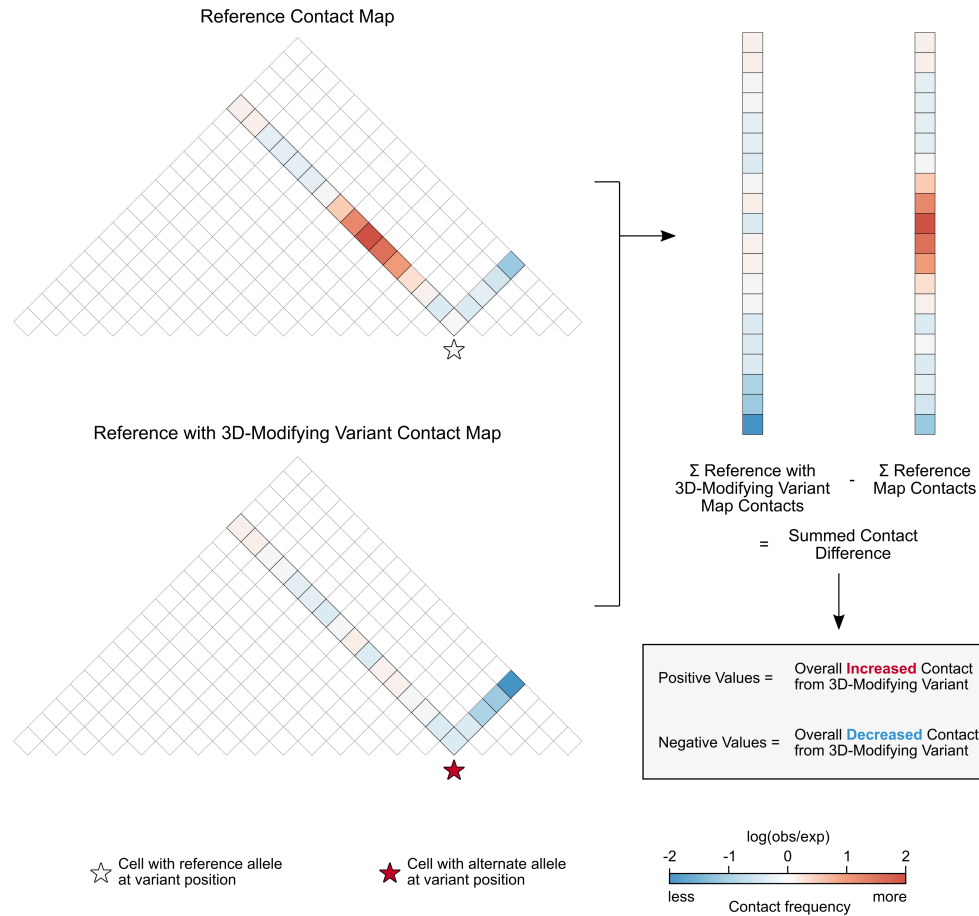 Reference Contact Map
Reference with 3D-Modifying Variant Contact Map
Σ Reference with
3D-Modifying Variant
Map Contacts
-
Σ Reference
Map Contacts
=
Summed Contact
Difference
Positive Values =
Overall Increased Contact
from 3D-Modifying Variant
Negative Values =
Overall Decreased Contact
from 3D-Modifying Variant
Cell with reference allele
at variant position
Cell with alternate allele
at variant position
log(obs/exp)
-2 -1 0 1 2
less more
Contact frequency